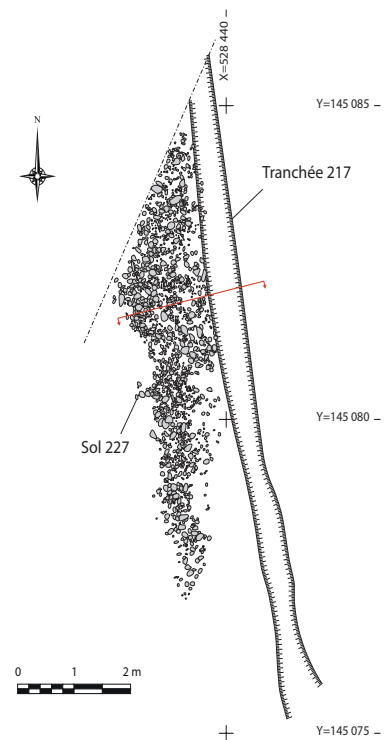 X=528 440
Y=145 085
N
Tranchée 217
Y=145 080
Sol 227
0 1 2 m
Y=145 075